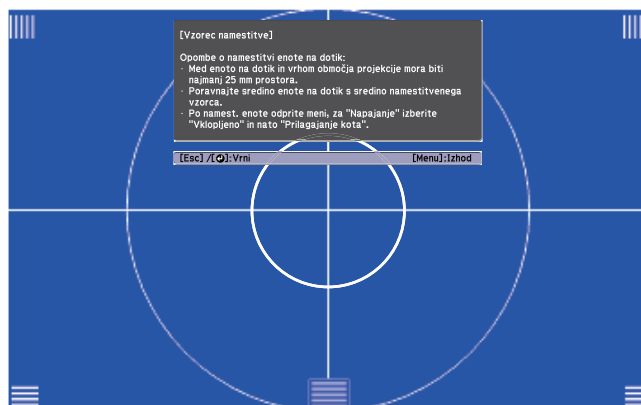 [Vzorec namestitve]
Opombe o namestitvi enote na dotik:
· Med enoto na dotik in vrhom območja projekcije mora biti
najmanj 25 mm prostora.
· Poravnajte sredino enote na dotik s sredino namestitvenega
vzorca.
· Po namest. enote odprite meni, za "Napajanje" izberite
"Vklopljeno" in nato "Prilagajanje kota".
[Esc] /[↵]:Vrni [Menu]:Izhod